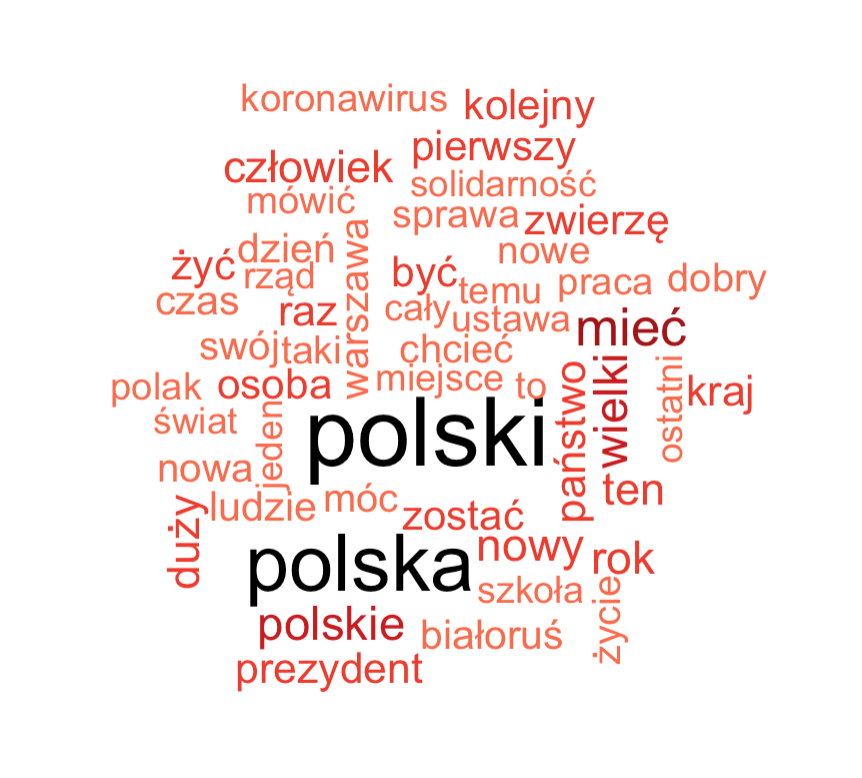 koronawirus
kolejny
pierwszy
człowiek
solidarność
mówić
sprawa
zwierzę
warszawa
dzień
nowe
żyć
rząd
być
temu
praca
dobry
czas
raz
cały
ustawa
mieć
swój
taki
chcieć
polak
osoba
miejsce
to
państwo
wielki
ostatni
kraj
świat
jeden
polski
nowa
ten
duży
ludzie
móc
zostać
polska
nowy
rok
szkoła
życie
polskie
białoruś
prezydent